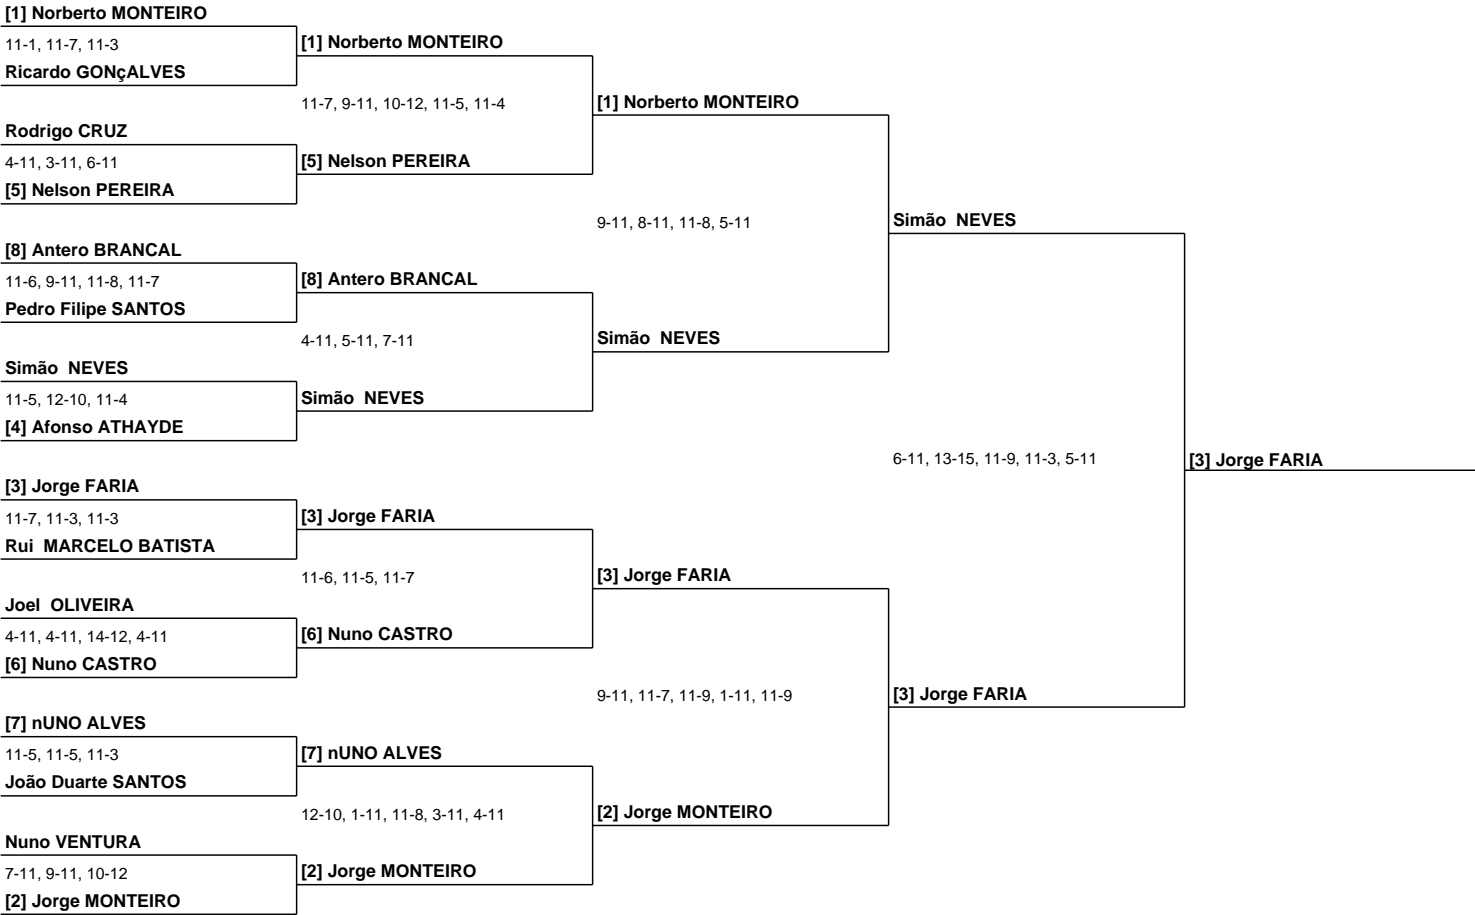 [1] Norberto MONTEIRO
11-1, 11-7, 11-3
Ricardo GONçALVES
Rodrigo CRUZ
4-11, 3-11, 6-11
[5] Nelson PEREIRA
[8] Antero BRANCAL
11-6, 9-11, 11-8, 11-7
Pedro Filipe SANTOS
Simão  NEVES
11-5, 12-10, 11-4
[4] Afonso ATHAYDE
[3] Jorge FARIA
11-7, 11-3, 11-3
Rui  MARCELO BATISTA
Joel  OLIVEIRA
4-11, 4-11, 14-12, 4-11
[6] Nuno CASTRO
[7] nUNO ALVES
11-5, 11-5, 11-3
João Duarte SANTOS
Nuno VENTURA
7-11, 9-11, 10-12
[2] Jorge MONTEIRO
[1] Norberto MONTEIRO
11-7, 9-11, 10-12, 11-5, 11-4
[5] Nelson PEREIRA
[8] Antero BRANCAL
4-11, 5-11, 7-11
Simão  NEVES
[3] Jorge FARIA
11-6, 11-5, 11-7
[6] Nuno CASTRO
[7] nUNO ALVES
12-10, 1-11, 11-8, 3-11, 4-11
[2] Jorge MONTEIRO
[1] Norberto MONTEIRO
9-11, 8-11, 11-8, 5-11
Simão  NEVES
[3] Jorge FARIA
9-11, 11-7, 11-9, 1-11, 11-9
[2] Jorge MONTEIRO
Simão  NEVES
6-11, 13-15, 11-9, 11-3, 5-11
[3] Jorge FARIA
[3] Jorge FARIA